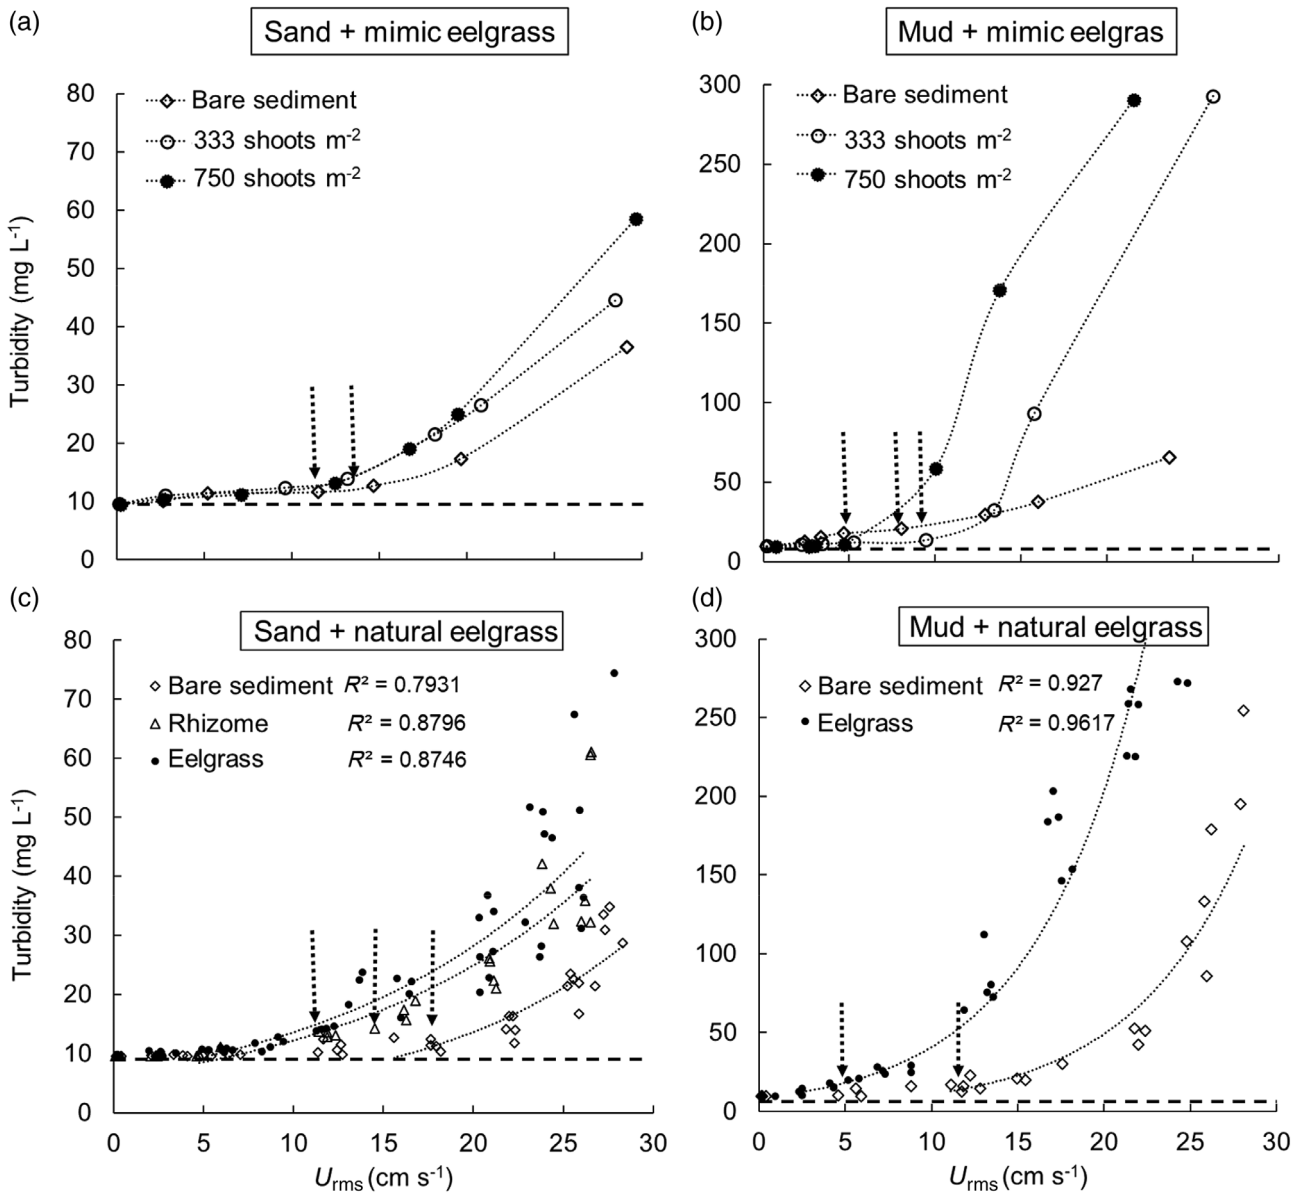 (a)
Sand + mimic eelgrass
Bare sediment
333 shoots m⁻²
750 shoots m⁻²
80
70
60
50
40
30
20
10
0
Turbidity (mg L⁻¹)
(b)
Mud + mimic eelgras
Bare sediment
333 shoots m⁻²
750 shoots m⁻²
300
250
200
150
100
50
0
(c)
Sand + natural eelgrass
Bare sediment R² = 0.7931
Rhizome R² = 0.8796
Eelgrass R² = 0.8746
80
70
60
50
40
30
20
10
0
Turbidity (mg L⁻¹)
0 5 10 15 20 25 30
Urms (cm s⁻¹)
(d)
Mud + natural eelgrass
Bare sediment R² = 0.927
Eelgrass R² = 0.9617
300
250
200
150
100
50
0
0 5 10 15 20 25 30
Urms (cm s⁻¹)